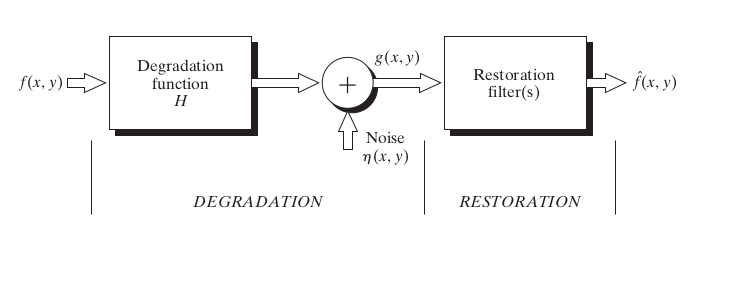 f(x, y)
Degradation
function
H
+
g(x, y)
Noise
η(x, y)
Restoration
filter(s)
f̂(x, y)
DEGRADATION
RESTORATION